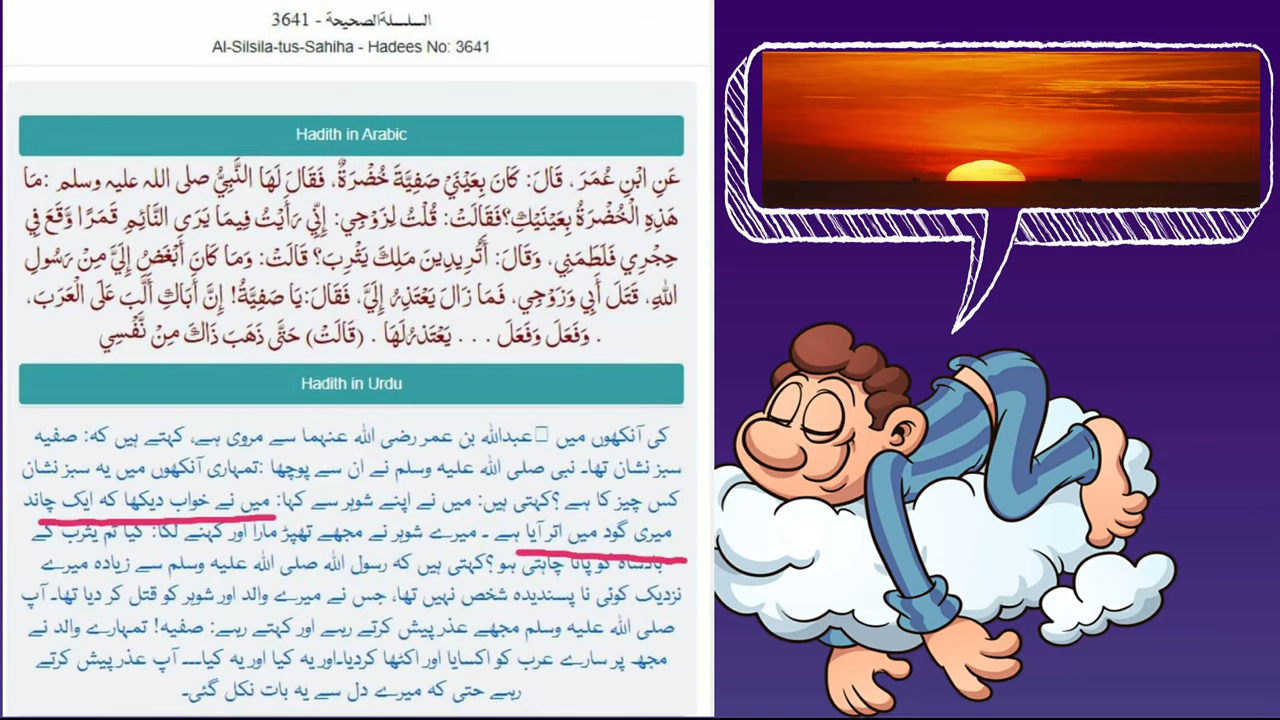 السلسلةالصحيحة - 3641
Al-Silsila-tus-Sahiha - Hadees No: 3641
Hadith in Arabic
عَنِ ابْنِ عُمَرَ ، قَالَ: كَانَ بِعَيْنَيْ صَفِيَّةَ خُضْرَةٌ، فَقَالَ لَهَا النَّبِيُّ صلی اللہ علیہ وسلم :مَا
هَذِهِ الْخُضْرَةُ بِعَيْنَيْكِ؟فَقَالَتْ: قُلْتُ لِزَوْجِي: إِنِّي رَأَيْتُ فِيمَا يَرَى النَّائِمِ قَمَرًا وَّقَعَ فِي
حِجْرِي فَلَطَمَنِي، وَقَالَ: أَتُرِيدِينَ مَلِكَ يَثْرِبَ؟ قَالَتْ: وَمَا كَانَ أَبْغَضُ إِلَيَّ مِنْ رَسُولِ
اللهِ، قَتَلَ أَبِي وَزَوْجِي، فَمَا زَالَ يَعْتَذِرُ إِلَيَّ، فَقَالَ:يَا صَفِيَّةُ! إِنَّ أَبَاكِ أَلَّبَ عَلَى الْعَرَبَ،
وَفَعَلَ وَفَعَلَ . . . يَعْتَذرُلَهَا . (قَالَتْ) حَتَّى ذَهَبَ ذَاكَ مِنْ نَّفْسِي .
Hadith in Urdu
کی آنکھوں میں عبداللہ بن عمر رضی اللہ عنہما سے مروی ہے، کہتے ہیں کہ: صفیہ
سبز نشان تھا۔ نبی صلی اللہ علیہ وسلم نے ان سے پوچھا :تمہاری آنکھوں میں یہ سبز نشان
کس چیز کا ہے ؟کہتی ہیں: میں نے اپنے شوہر سے کہا: میں نے خواب دیکھا کہ ایک چاند
میری گود میں اتر آیا ہے ۔ میرے شوہر نے مجھے تھپڑ مارا اور کہنے لگا: کیا تم یثرب کے
بادشاہ کو پانا چاہتی ہو ؟کہتی ہیں کہ رسول اللہ صلی اللہ علیہ وسلم سے زیادہ میرے
نزدیک کوئی نا پسندیدہ شخص نہیں تھا، جس نے میرے والد اور شوہر کو قتل کر دیا تھا۔ آپ
صلی اللہ علیہ وسلم مجھے عذر پیش کرتے رہے اور کہتے رہے: صفیہ! تمہارے والد نے
مجھ پر سارے عرب کو اکسایا اور اکٹھا کردیا۔اور یہ کیا اور یہ کیا۔۔۔ آپ عذر پیش کرتے
رہے حتی کہ میرے دل سے یہ بات نکل گئی۔